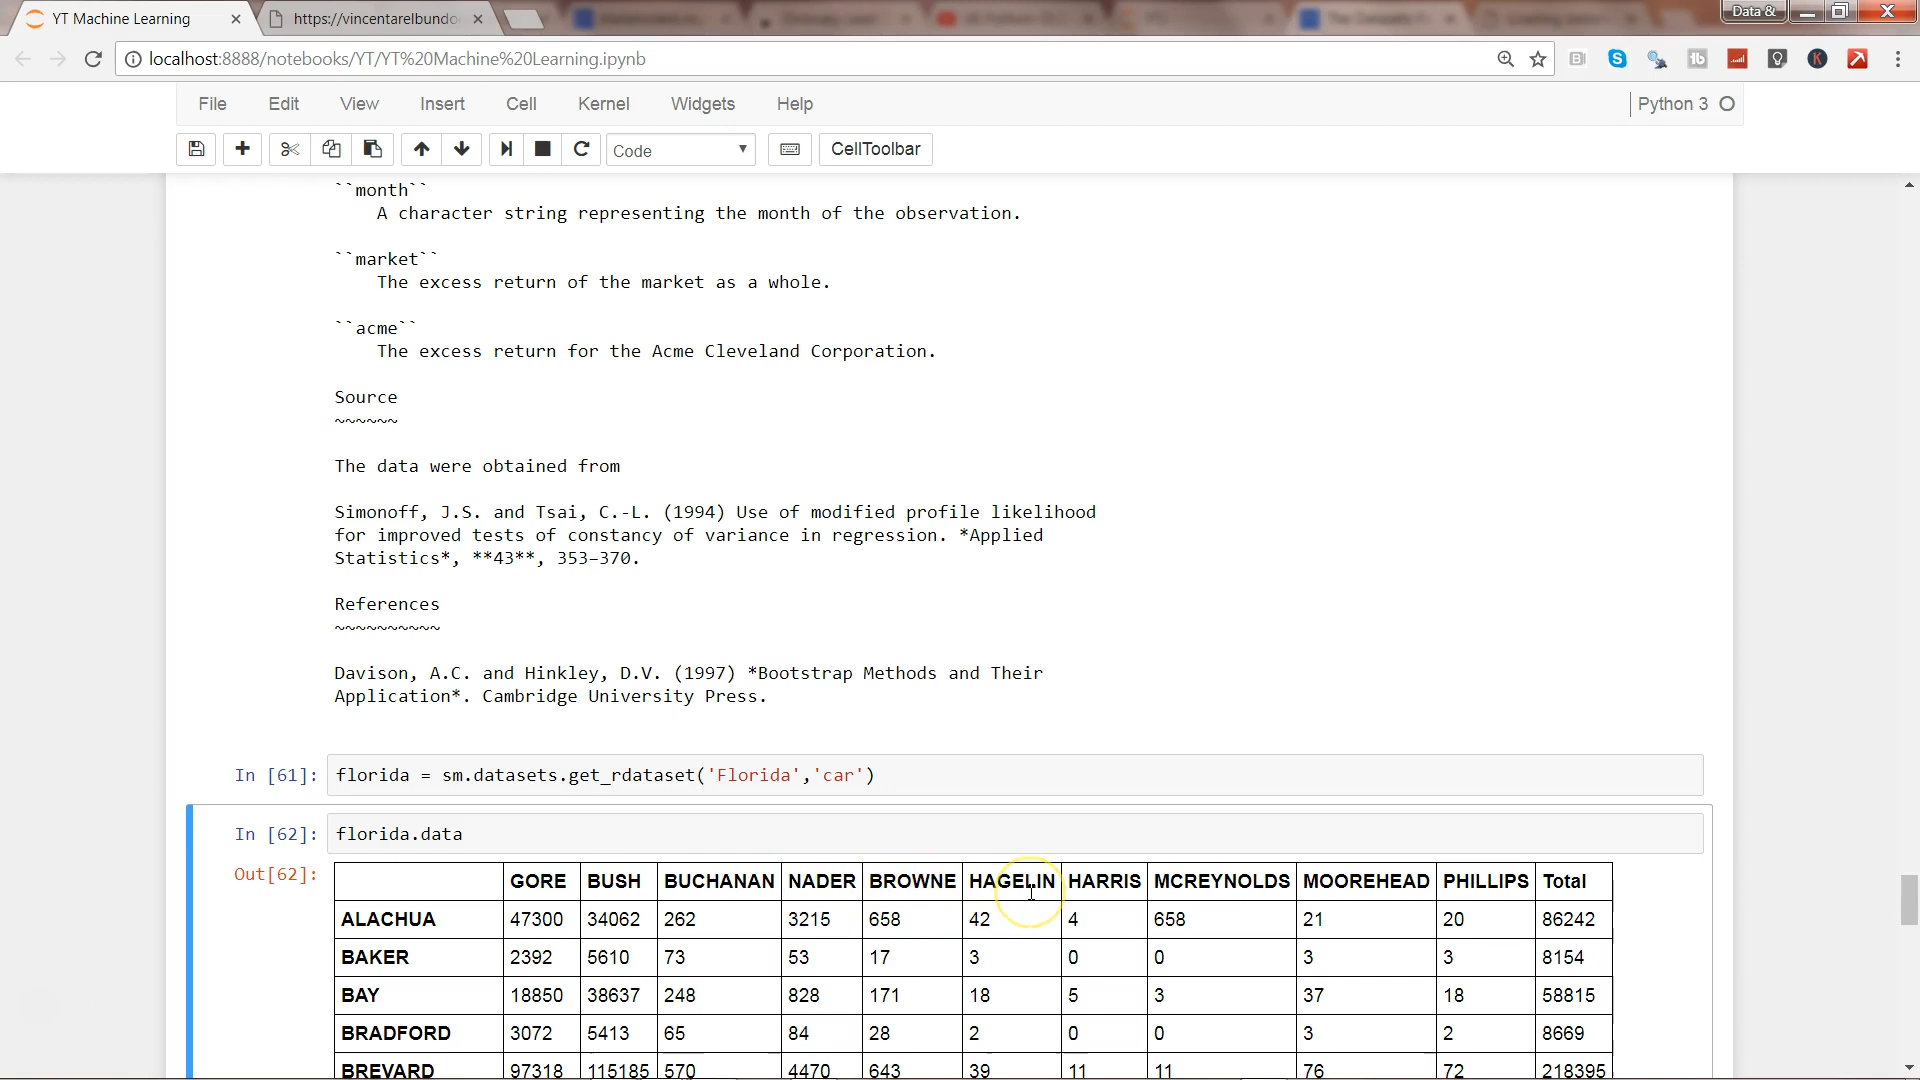 YT Machine Learning
https://vincentarelbundo
Data &
localhost:8888/notebooks/YT/YT%20Machine%20Learning.ipynb
File Edit View Insert Cell Kernel Widgets Help
Python 3
Code
CellToolbar
``month``
A character string representing the month of the observation.
``market``
The excess return of the market as a whole.
``acme``
The excess return for the Acme Cleveland Corporation.
Source
~~~~~~
The data were obtained from
Simonoff, J.S. and Tsai, C.-L. (1994) Use of modified profile likelihood
for improved tests of constancy of variance in regression. *Applied
Statistics*, **43**, 353–370.
References
~~~~~~~~~~
Davison, A.C. and Hinkley, D.V. (1997) *Bootstrap Methods and Their
Application*. Cambridge University Press.
In [61]: florida = sm.datasets.get_rdataset('Florida','car')
In [62]: florida.data
Out[62]:
GORE BUSH BUCHANAN NADER BROWNE HAGELIN HARRIS MCREYNOLDS MOOREHEAD PHILLIPS Total
ALACHUA 47300 34062 262 3215 658 42 4 658 21 20 86242
BAKER 2392 5610 73 53 17 3 0 0 3 3 8154
BAY 18850 38637 248 828 171 18 5 3 37 18 58815
BRADFORD 3072 5413 65 84 28 2 0 0 3 2 8669
BREVARD 97318 115185 570 4470 643 39 11 11 76 72 218395